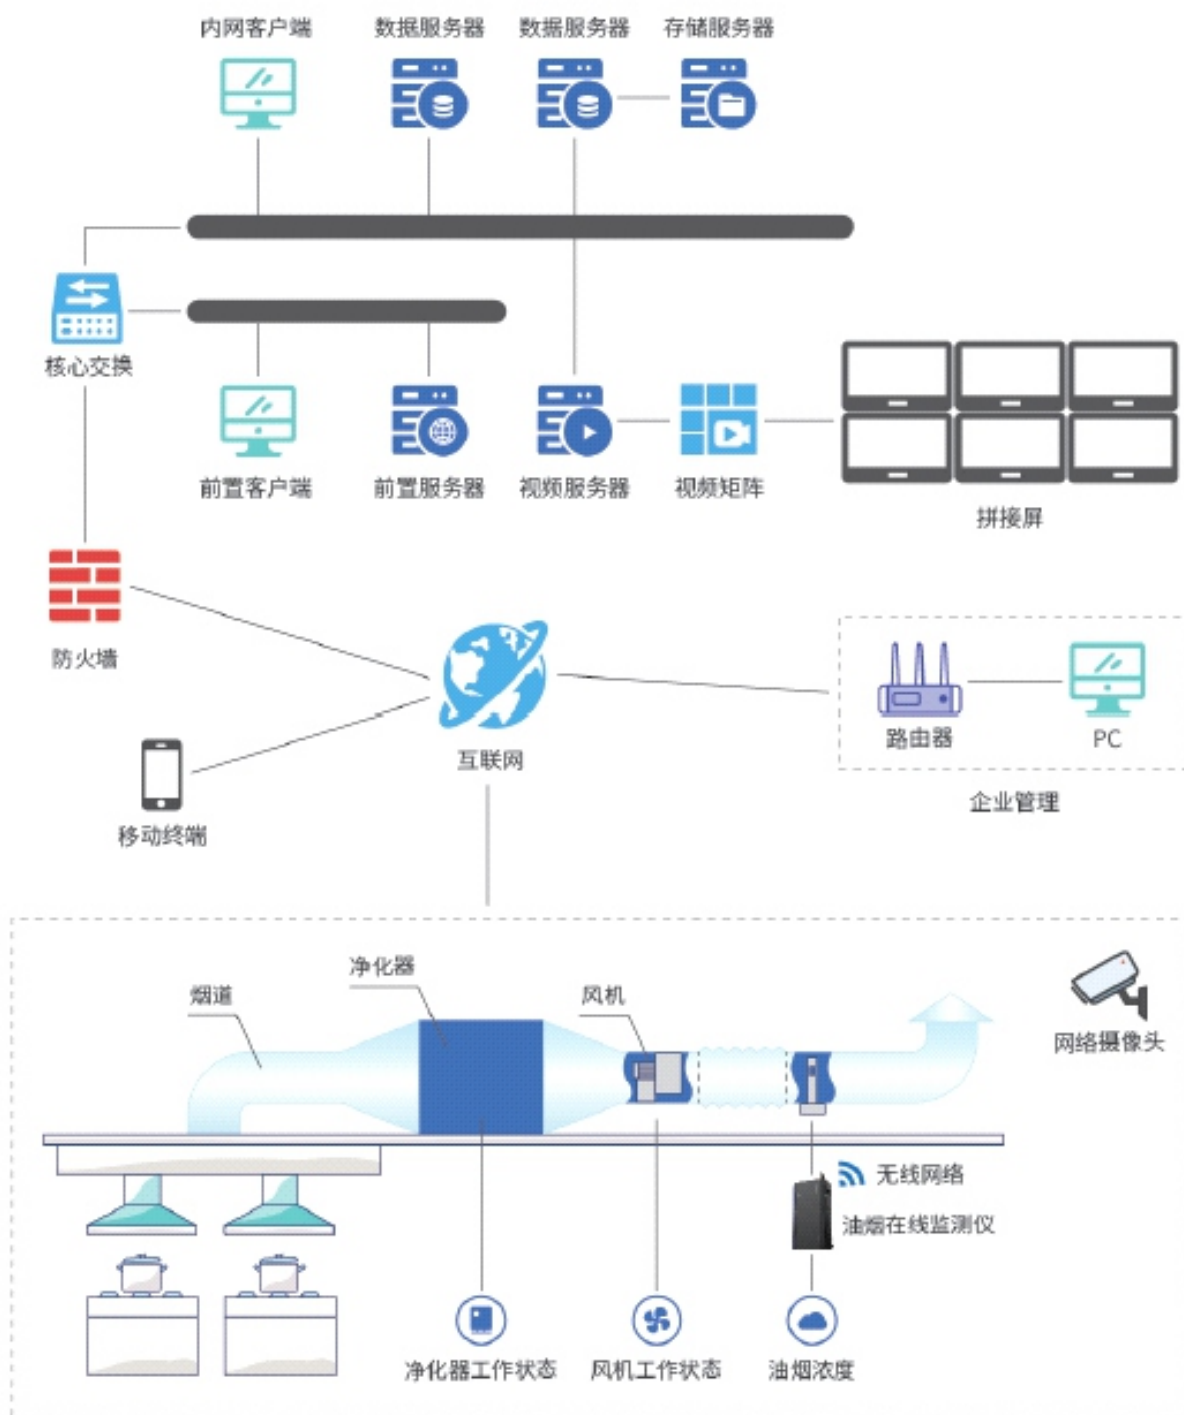 内网客户端
数据服务器
数据服务器
存储服务器
核心交换
前置客户端
前置服务器
视频服务器
视频矩阵
拼接屏
防火墙
互联网
路由器
PC
企业管理
移动终端
净化器
烟道
风机
网络摄像头
无线网络
油烟在线监测仪
净化器工作状态
风机工作状态
油烟浓度